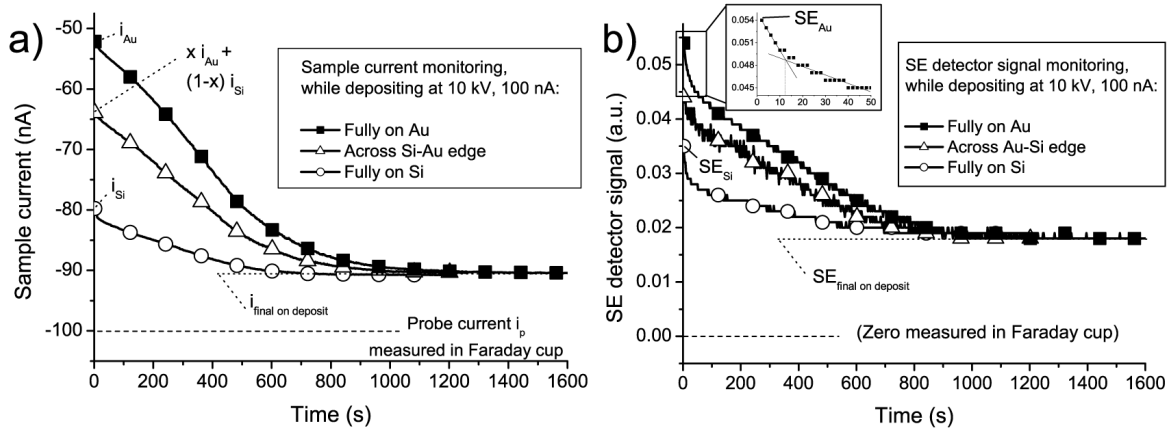 a)
-50
-60
-70
-80
-90
-100
Sample current (nA)
i_Au
x i_Au +
(1-x) i_Si
i_Si
Sample current monitoring,
while depositing at 10 kV, 100 nA:
Fully on Au
Across Si-Au edge
Fully on Si
i_final on deposit
Probe current i_p
measured in Faraday cup
0 200 400 600 800 1000 1200 1400 1600
Time (s)
b)
0.05
0.04
0.03
0.02
0.01
0.00
SE detector signal (a.u.)
0.054
0.051
0.048
0.045
SE_Au
0 10 20 30 40 50
SE detector signal monitoring,
while depositing at 10 kV, 100 nA:
Fully on Au
Across Au-Si edge
Fully on Si
SE_Si
SE_final on deposit
(Zero measured in Faraday cup)
0 200 400 600 800 1000 1200 1400 1600
Time (s)